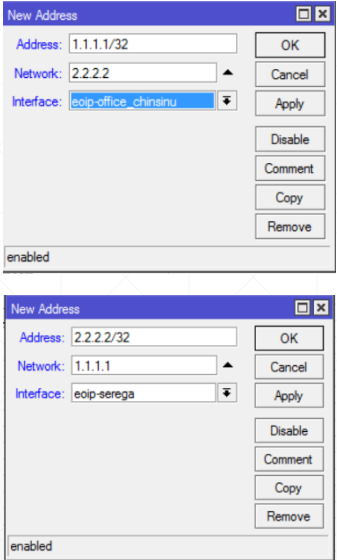 New Address
Address: 1.1.1.1/32 OK
Network: 2.2.2.2 Cancel
Interface: eoip-office_chinsinu Apply
Disable
Comment
Copy
Remove
enabled
New Address
Address: 2.2.2.2/32 OK
Network: 1.1.1.1 Cancel
Interface: eoip-serega Apply
Disable
Comment
Copy
Remove
enabled